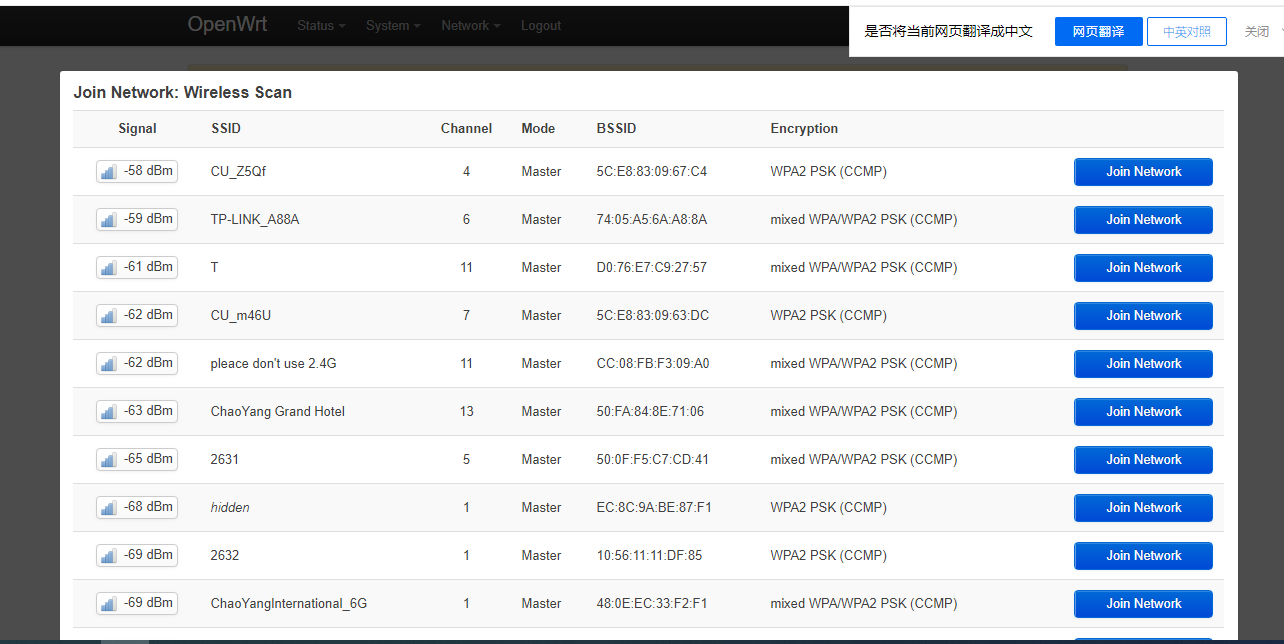 OpenWrt Status System Network Logout
是否将当前网页翻译成中文 网页翻译 中英对照 关闭
Join Network: Wireless Scan
Signal SSID Channel Mode BSSID Encryption
-58 dBm CU_Z5Qf 4 Master 5C:E8:83:09:67:C4 WPA2 PSK (CCMP) Join Network
-59 dBm TP-LINK_A88A 6 Master 74:05:A5:6A:A8:8A mixed WPA/WPA2 PSK (CCMP) Join Network
-61 dBm T 11 Master D0:76:E7:C9:27:57 mixed WPA/WPA2 PSK (CCMP) Join Network
-62 dBm CU_m46U 7 Master 5C:E8:83:09:63:DC WPA2 PSK (CCMP) Join Network
-62 dBm pleace don't use 2.4G 11 Master CC:08:FB:F3:09:A0 mixed WPA/WPA2 PSK (CCMP) Join Network
-63 dBm ChaoYang Grand Hotel 13 Master 50:FA:84:8E:71:06 mixed WPA/WPA2 PSK (CCMP) Join Network
-65 dBm 2631 5 Master 50:0F:F5:C7:CD:41 mixed WPA/WPA2 PSK (CCMP) Join Network
-68 dBm hidden 1 Master EC:8C:9A:BE:87:F1 WPA2 PSK (CCMP) Join Network
-69 dBm 2632 1 Master 10:56:11:11:DF:85 WPA2 PSK (CCMP) Join Network
-69 dBm ChaoYangInternational_6G 1 Master 48:0E:EC:33:F2:F1 mixed WPA/WPA2 PSK (CCMP) Join Network